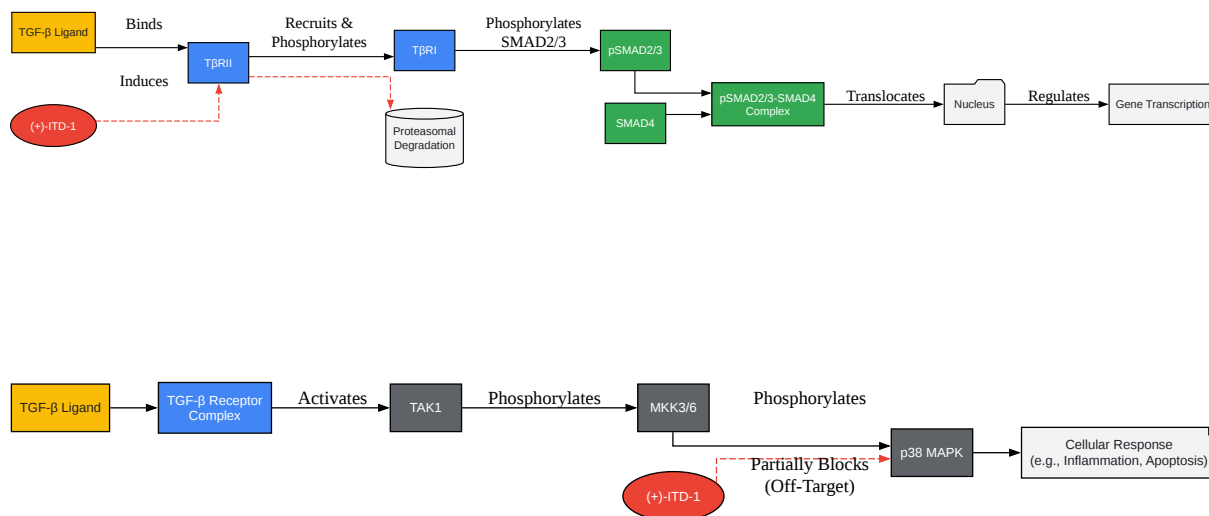 TGF-β Ligand
Binds
TβRII
Recruits &
Phosphorylates
TβRI
Phosphorylates
SMAD2/3
pSMAD2/3
Induces
(+)-ITD-1
Proteasomal
Degradation
SMAD4
pSMAD2/3-SMAD4
Complex
Translocates
Nucleus
Regulates
Gene Transcription
TGF-β Ligand
TGF-β Receptor
Complex
Activates
TAK1
Phosphorylates
MKK3/6
Phosphorylates
(+)-ITD-1
Partially Blocks
(Off-Target)
p38 MAPK
Cellular Response
(e.g., Inflammation, Apoptosis)